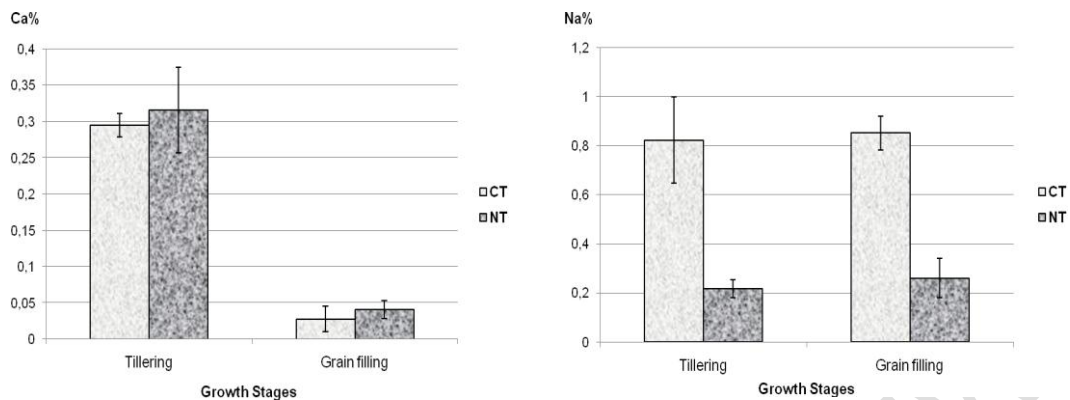 Ca%
0,4
0,35
0,3
0,25
0,2
0,15
0,1
0,05
0
Tillering Grain filling
Growth Stages
CT
NT
Na%
1,2
1
0,8
0,6
0,4
0,2
0
Tillering Grain filling
Growth Stages
CT
NT